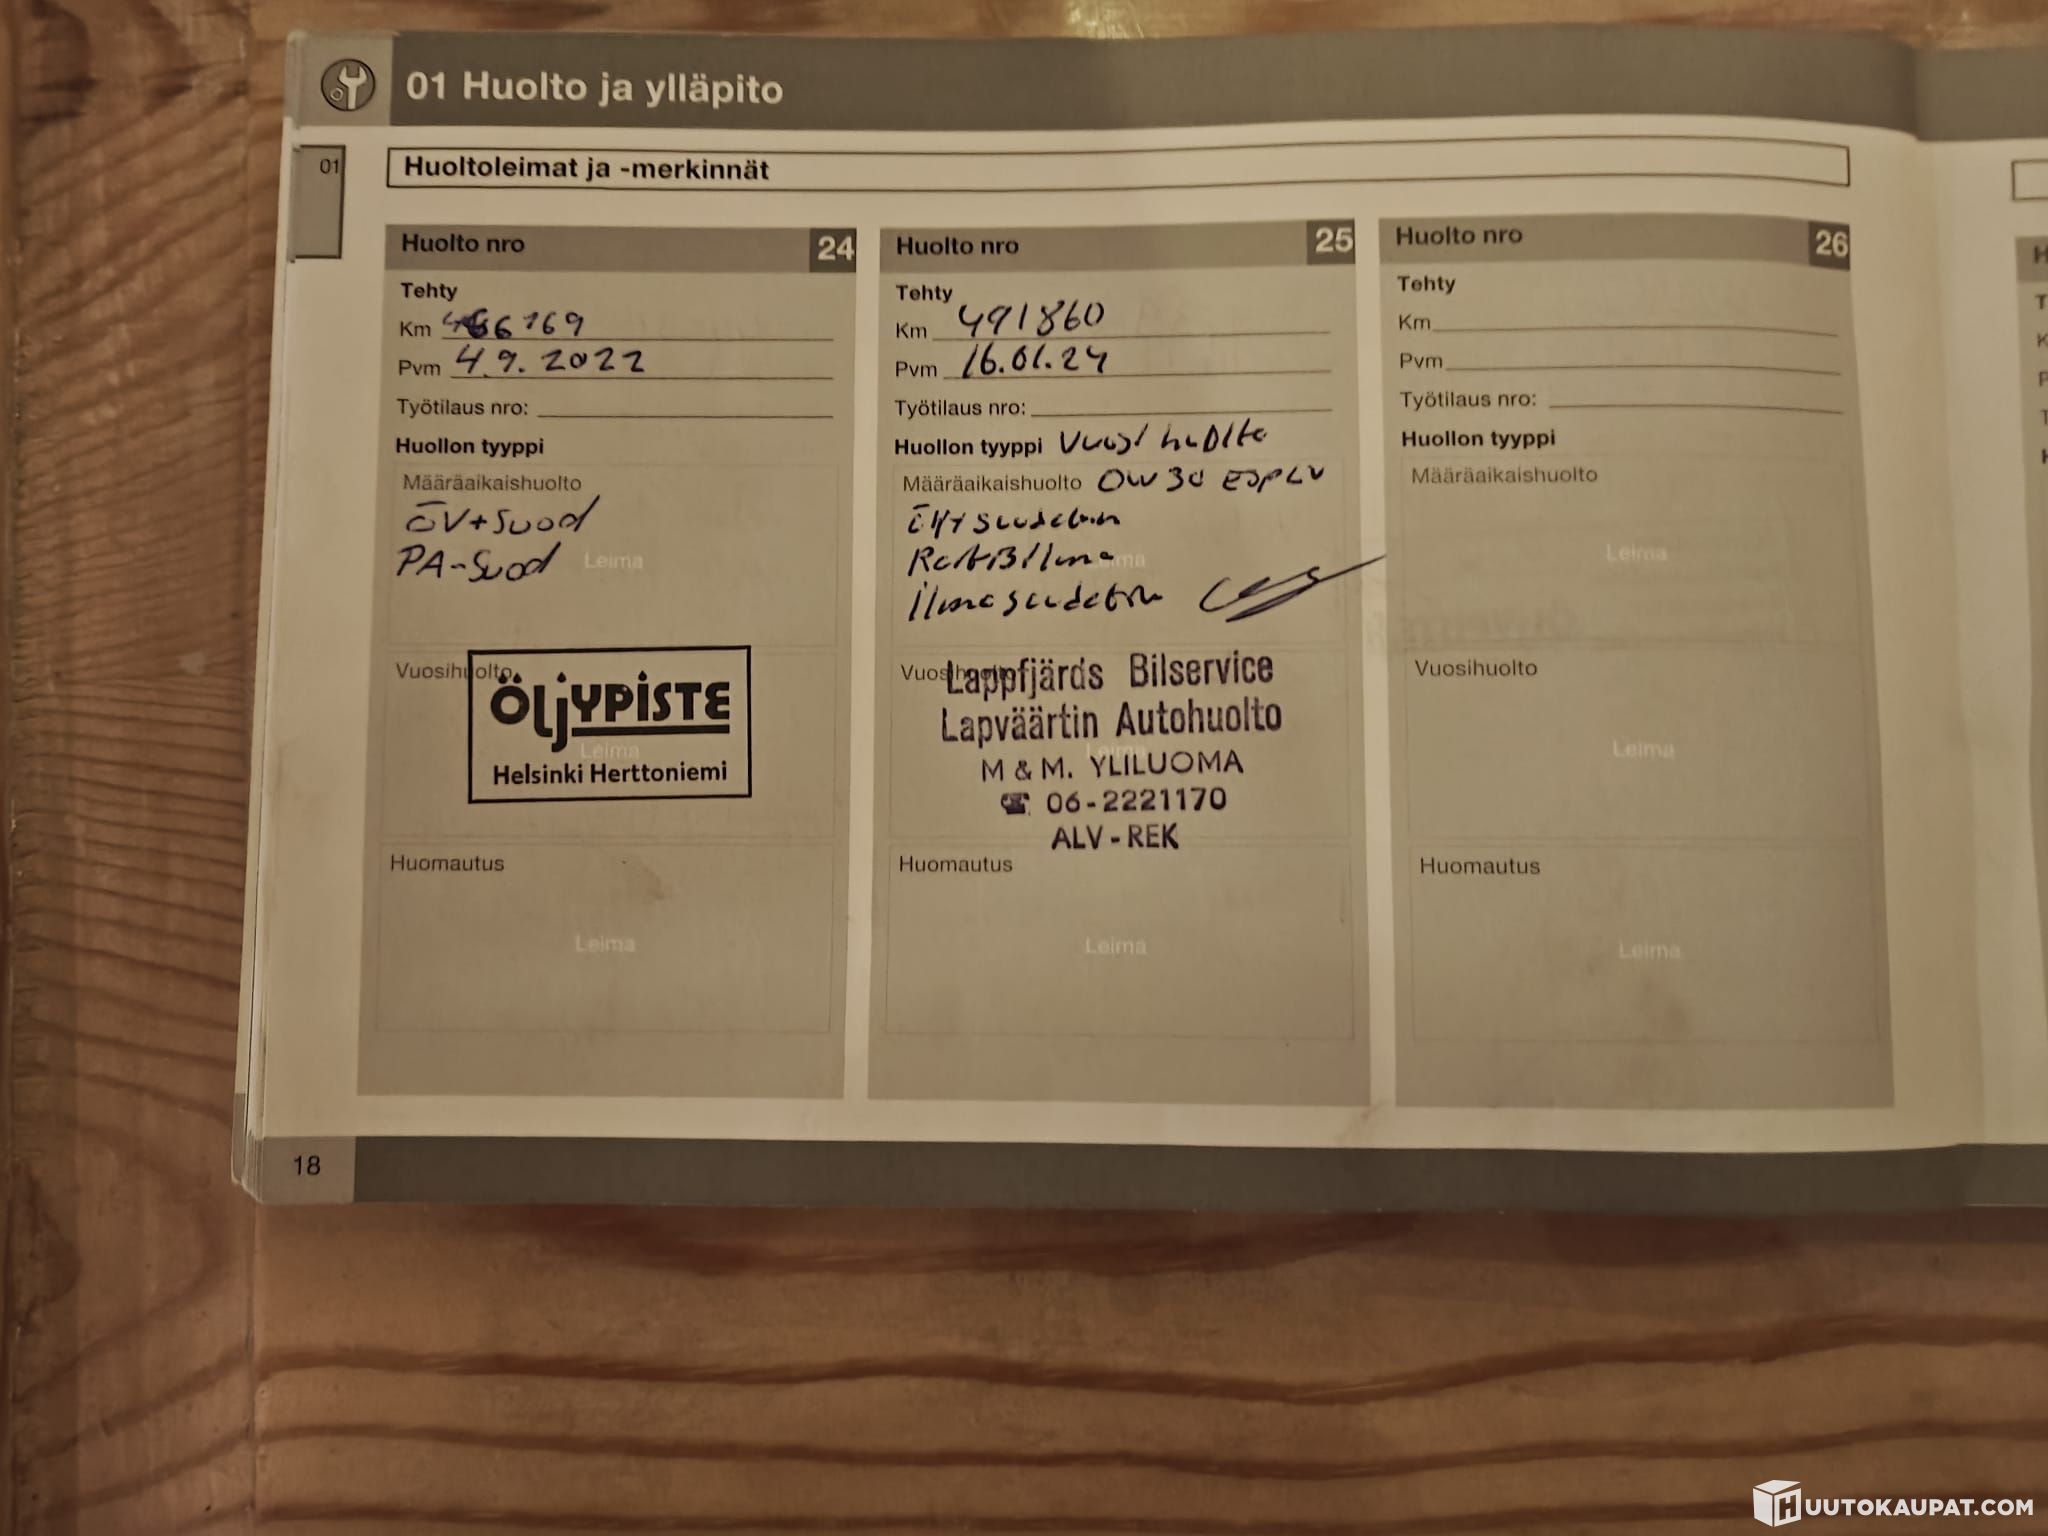 01 Huolto ja ylläpito
01
Huoltoleimat ja -merkinnät
Huolto nro 24
Tehty
Km 466169
Pvm 4.9.2022
Työtilaus nro:
Huollon tyyppi
Määräaikaishuolto
ÖV+Suod
PA-Suod
Leima
Vuosihuolto
ÖLJYPISTE
Leima
Helsinki Herttoniemi
Huomautus
Leima
Huolto nro 25
Tehty
Km 491860
Pvm 16.01.24
Työtilaus nro:
Huollon tyyppi Vuosihuolto
Määräaikaishuolto 0W30
Ilmasuodatin
Vuosihuolto
Lappfjärds Bilservice
Lapväärtin Autohuolto
M & M. YLILUOMA
☎ 06-2221170
ALV-REK
Huomautus
Leima
Huolto nro 26
Tehty
Km
Pvm
Työtilaus nro:
Huollon tyyppi
Määräaikaishuolto
Leima
Vuosihuolto
Leima
Huomautus
Leima
18
HUUTOKAUPAT.COM